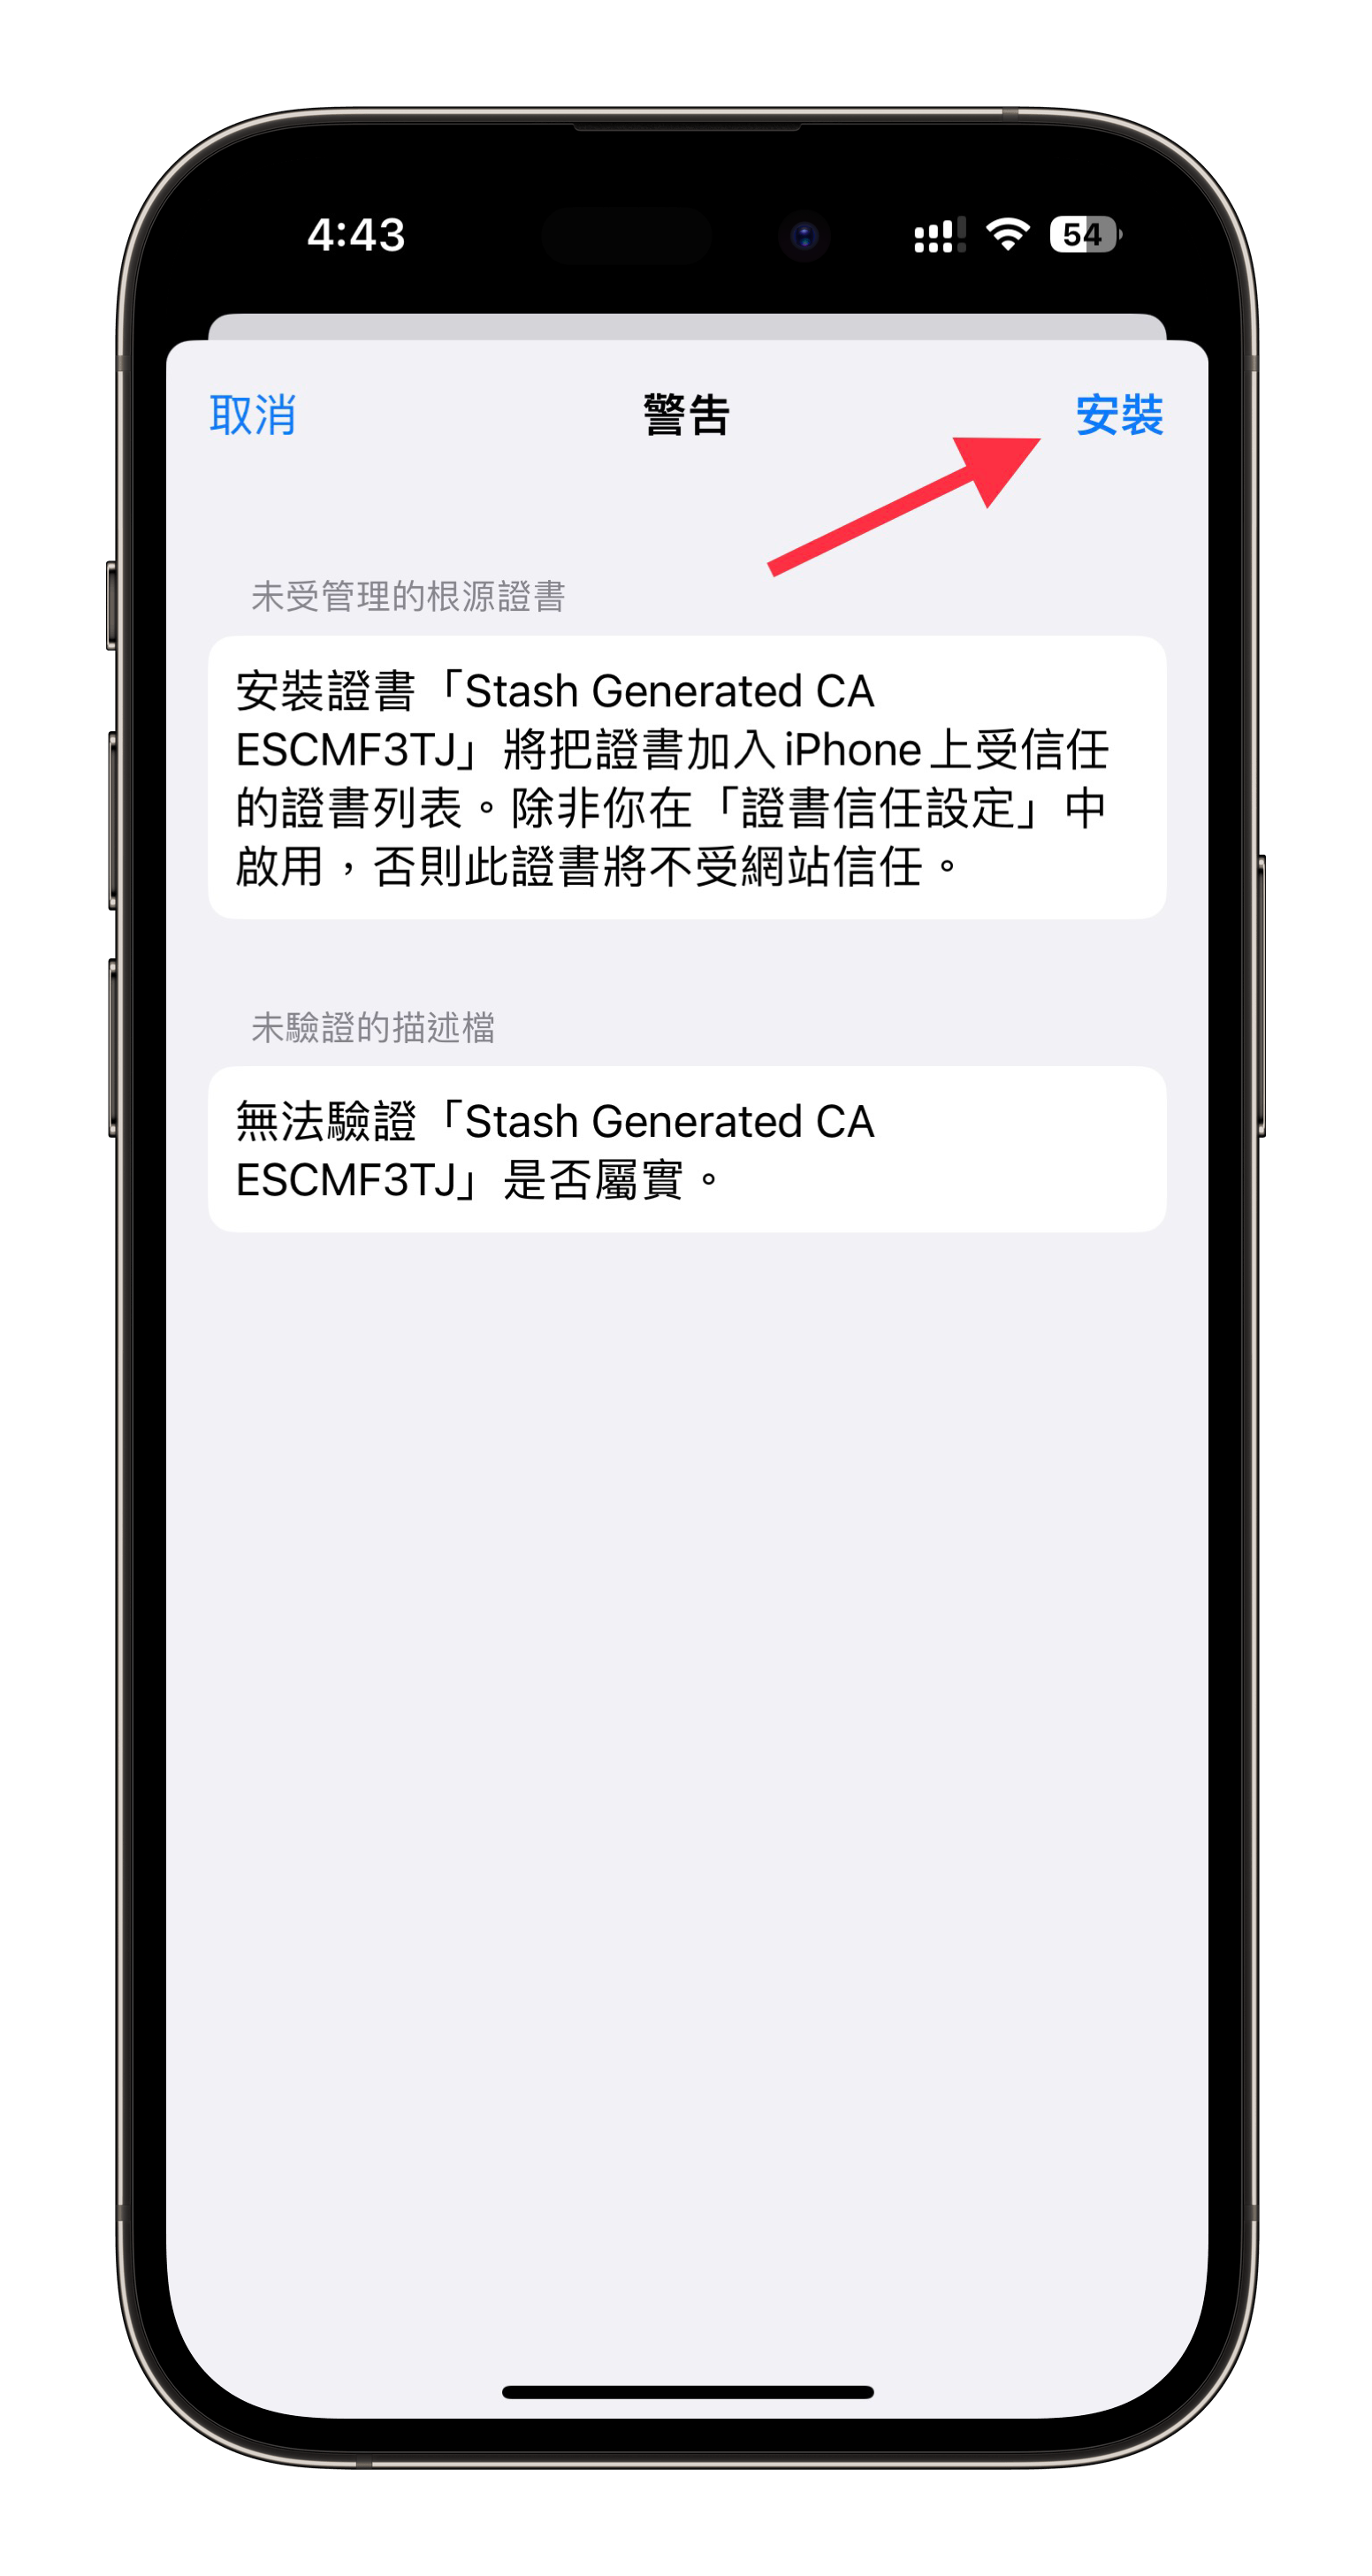 4:43
54
取消
警告
安裝
未受管理的根源證書
安裝證書「Stash Generated CA
ESCMF3TJ」將把證書加入iPhone上受信任
的證書列表。除非你在「證書信任設定」中
啟用，否則此證書將不受網站信任。
未驗證的描述檔
無法驗證「Stash Generated CA
ESCMF3TJ」是否屬實。